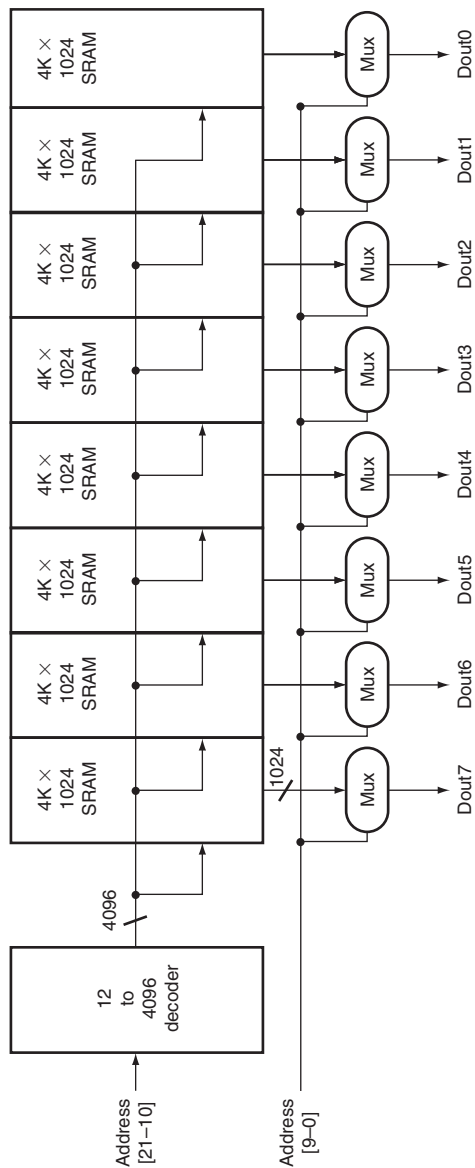 Address
[21–10]
12
to
4096
decoder
4096
4K ×
1024
SRAM
4K ×
1024
SRAM
4K ×
1024
SRAM
4K ×
1024
SRAM
4K ×
1024
SRAM
4K ×
1024
SRAM
4K ×
1024
SRAM
4K ×
1024
SRAM
Address
[9–0]
1024
Mux
Mux
Mux
Mux
Mux
Mux
Mux
Mux
Dout7
Dout6
Dout5
Dout4
Dout3
Dout2
Dout1
Dout0